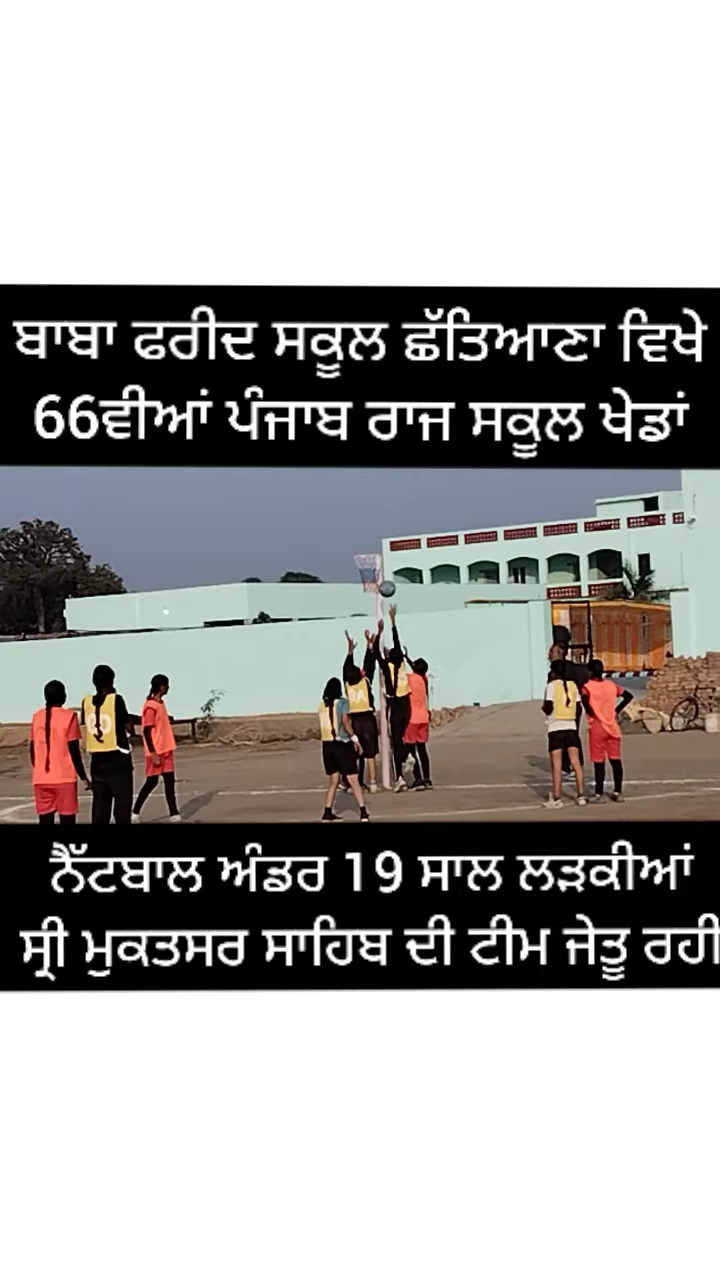 ਬਾਬਾ ਫਰੀਦ ਸਕੂਲ ਛੱਤਿਆਣਾ ਵਿਖੇ
66ਵੀਆਂ ਪੰਜਾਬ ਰਾਜ ਸਕੂਲ ਖੇਡਾਂ
ਨੈੱਟਬਾਲ ਅੰਡਰ 19 ਸਾਲ ਲੜਕੀਆਂ
ਸ੍ਰੀ ਮੁਕਤਸਰ ਸਾਹਿਬ ਦੀ ਟੀਮ ਜੇਤੂ ਰਹੀ